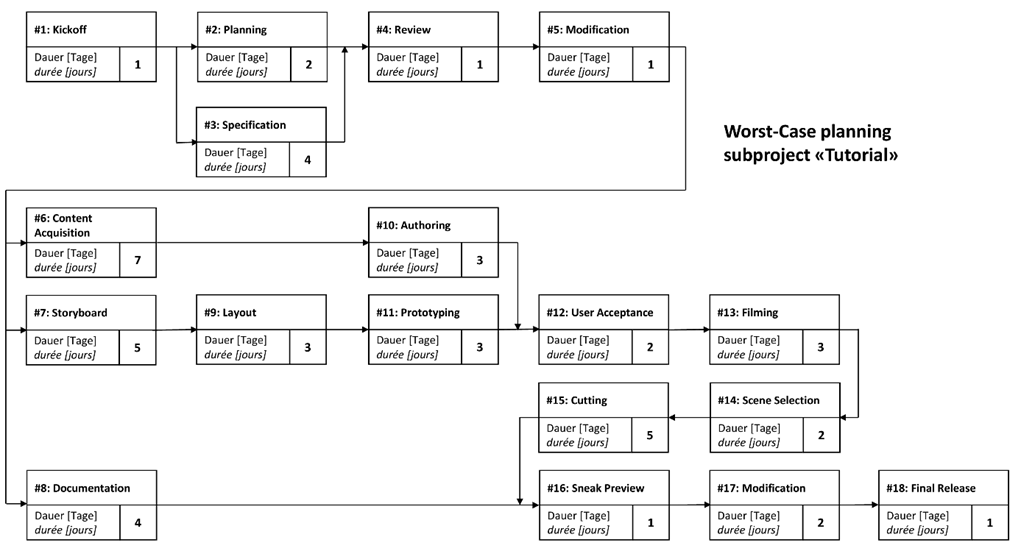 #1: Kickoff
Dauer [Tage]
durée [jours]
1
#2: Planning
Dauer [Tage]
durée [jours]
2
#4: Review
Dauer [Tage]
durée [jours]
1
#5: Modification
Dauer [Tage]
durée [jours]
1
#3: Specification
Dauer [Tage]
durée [jours]
4
Worst-Case planning
subproject «Tutorial»
#6: Content
Acquisition
Dauer [Tage]
durée [jours]
7
#10: Authoring
Dauer [Tage]
durée [jours]
3
#7: Storyboard
Dauer [Tage]
durée [jours]
5
#9: Layout
Dauer [Tage]
durée [jours]
3
#11: Prototyping
Dauer [Tage]
durée [jours]
3
#12: User Acceptance
Dauer [Tage]
durée [jours]
2
#13: Filming
Dauer [Tage]
durée [jours]
3
#15: Cutting
Dauer [Tage]
durée [jours]
5
#14: Scene Selection
Dauer [Tage]
durée [jours]
2
#8: Documentation
Dauer [Tage]
durée [jours]
4
#16: Sneak Preview
Dauer [Tage]
durée [jours]
1
#17: Modification
Dauer [Tage]
durée [jours]
2
#18: Final Release
Dauer [Tage]
durée [jours]
1